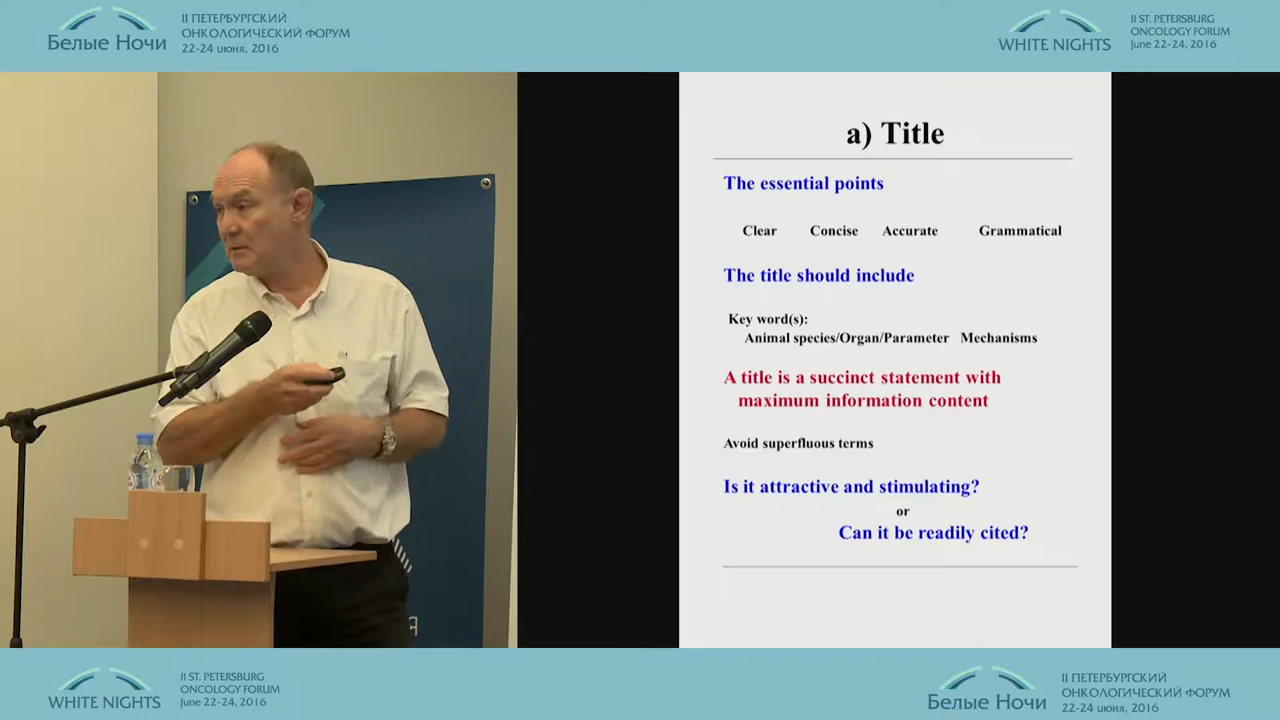 II ПЕТЕРБУРГСКИЙ
ОНКОЛОГИЧЕСКИЙ ФОРУМ
22-24 июня, 2016
Белые Ночи
WHITE NIGHTS
II ST. PETERSBURG
ONCOLOGY FORUM
June 22-24, 2016
a) Title
The essential points
Clear Concise Accurate Grammatical
The title should include
Key word(s):
Animal species/Organ/Parameter Mechanisms
A title is a succinct statement with
maximum information content
Avoid superfluous terms
Is it attractive and stimulating?
or
Can it be readily cited?
WHITE NIGHTS
II ST. PETERSBURG
ONCOLOGY FORUM
June 22-24, 2016
Белые Ночи
II ПЕТЕРБУРГСКИЙ
ОНКОЛОГИЧЕСКИЙ ФОРУМ
22-24 июня, 2016